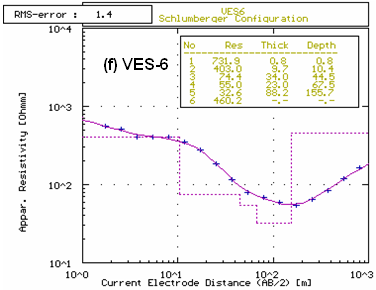 RMS-error : 1.4
VES6
Schlumberger Configuration
No Res Thick Depth
1 731.9 0.8 0.8
2 403.0 9.7 10.4
3 74.4 34.0 44.5
4 55.0 23.0 67.5
5 32.6 88.2 155.7
6 460.2 -.- -.-
(f) VES-6
10^4
10^3
10^2
10^1
Appar. Resistivity [Ohmm]
10^0 10^1 10^2 10^3
Current Electrode Distance (AB/2) [m]